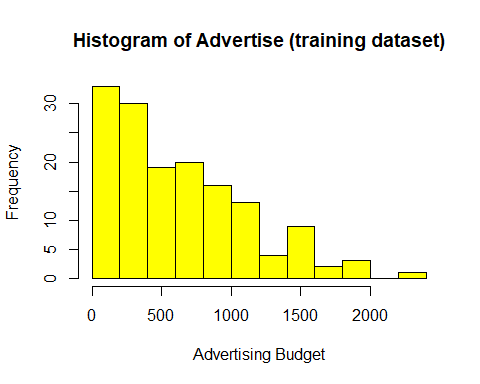 Histogram of Advertise (training dataset)
Frequency
30
20
10
5
0
0 500 1000 1500 2000
Advertising Budget